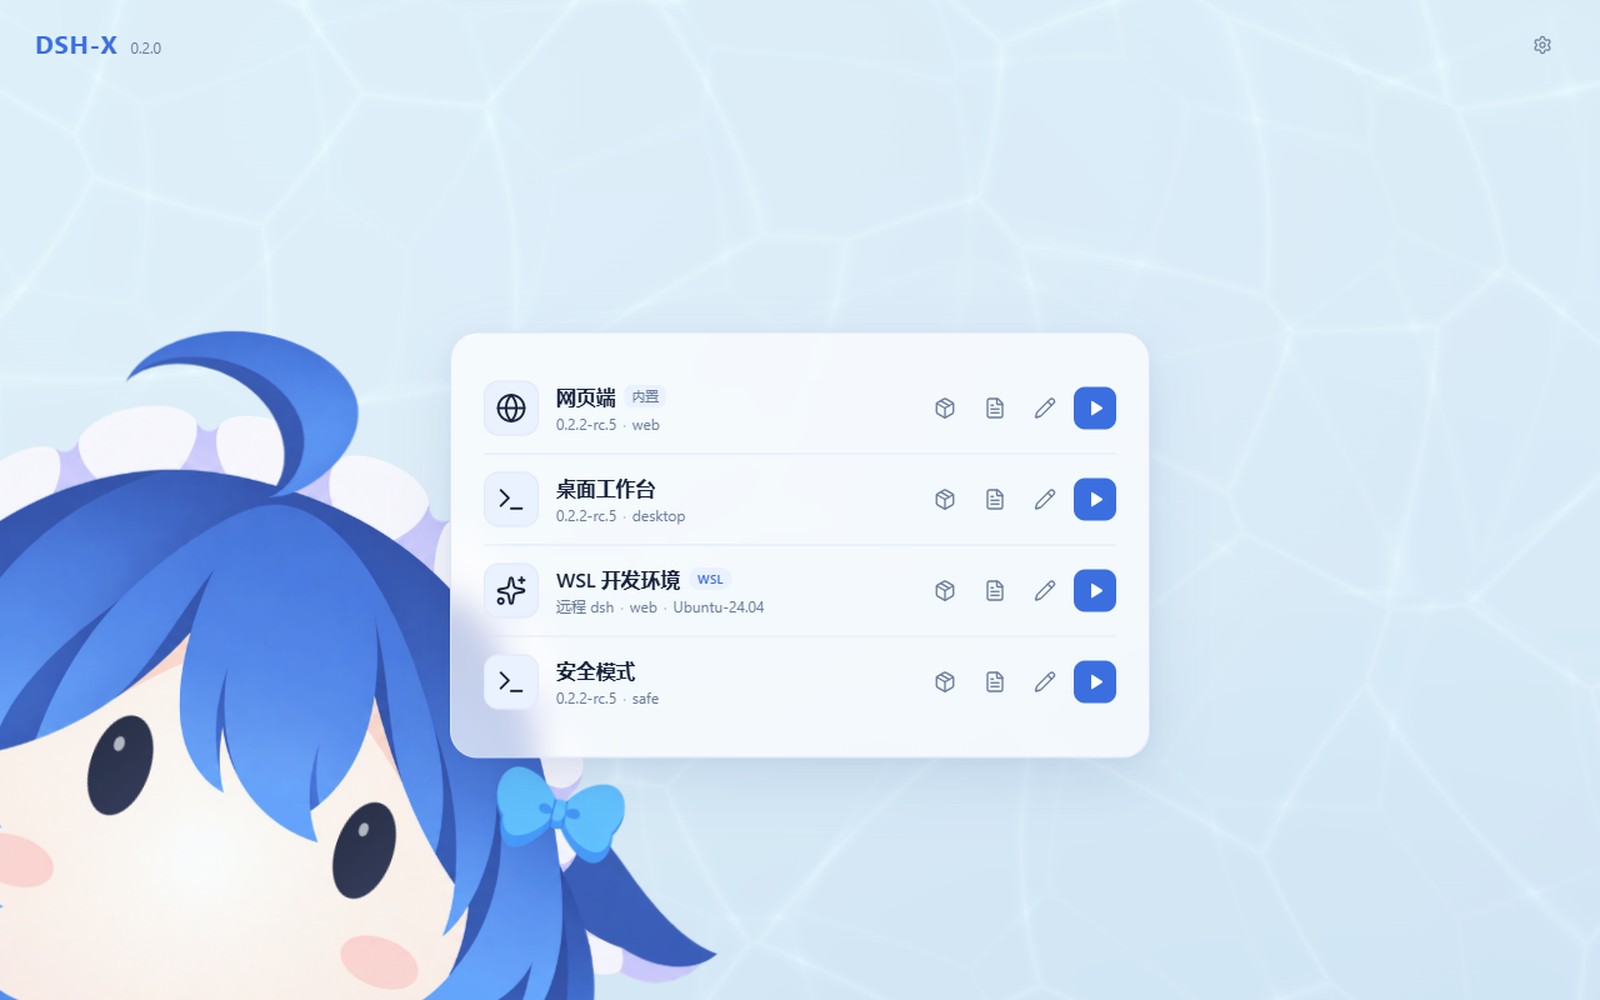 DSH-X 0.2.0
网页端 内置
0.2.2-rc.5 · web
桌面工作台
0.2.2-rc.5 · desktop
WSL 开发环境 WSL
远程 dsh · web · Ubuntu-24.04
安全模式
0.2.2-rc.5 · safe